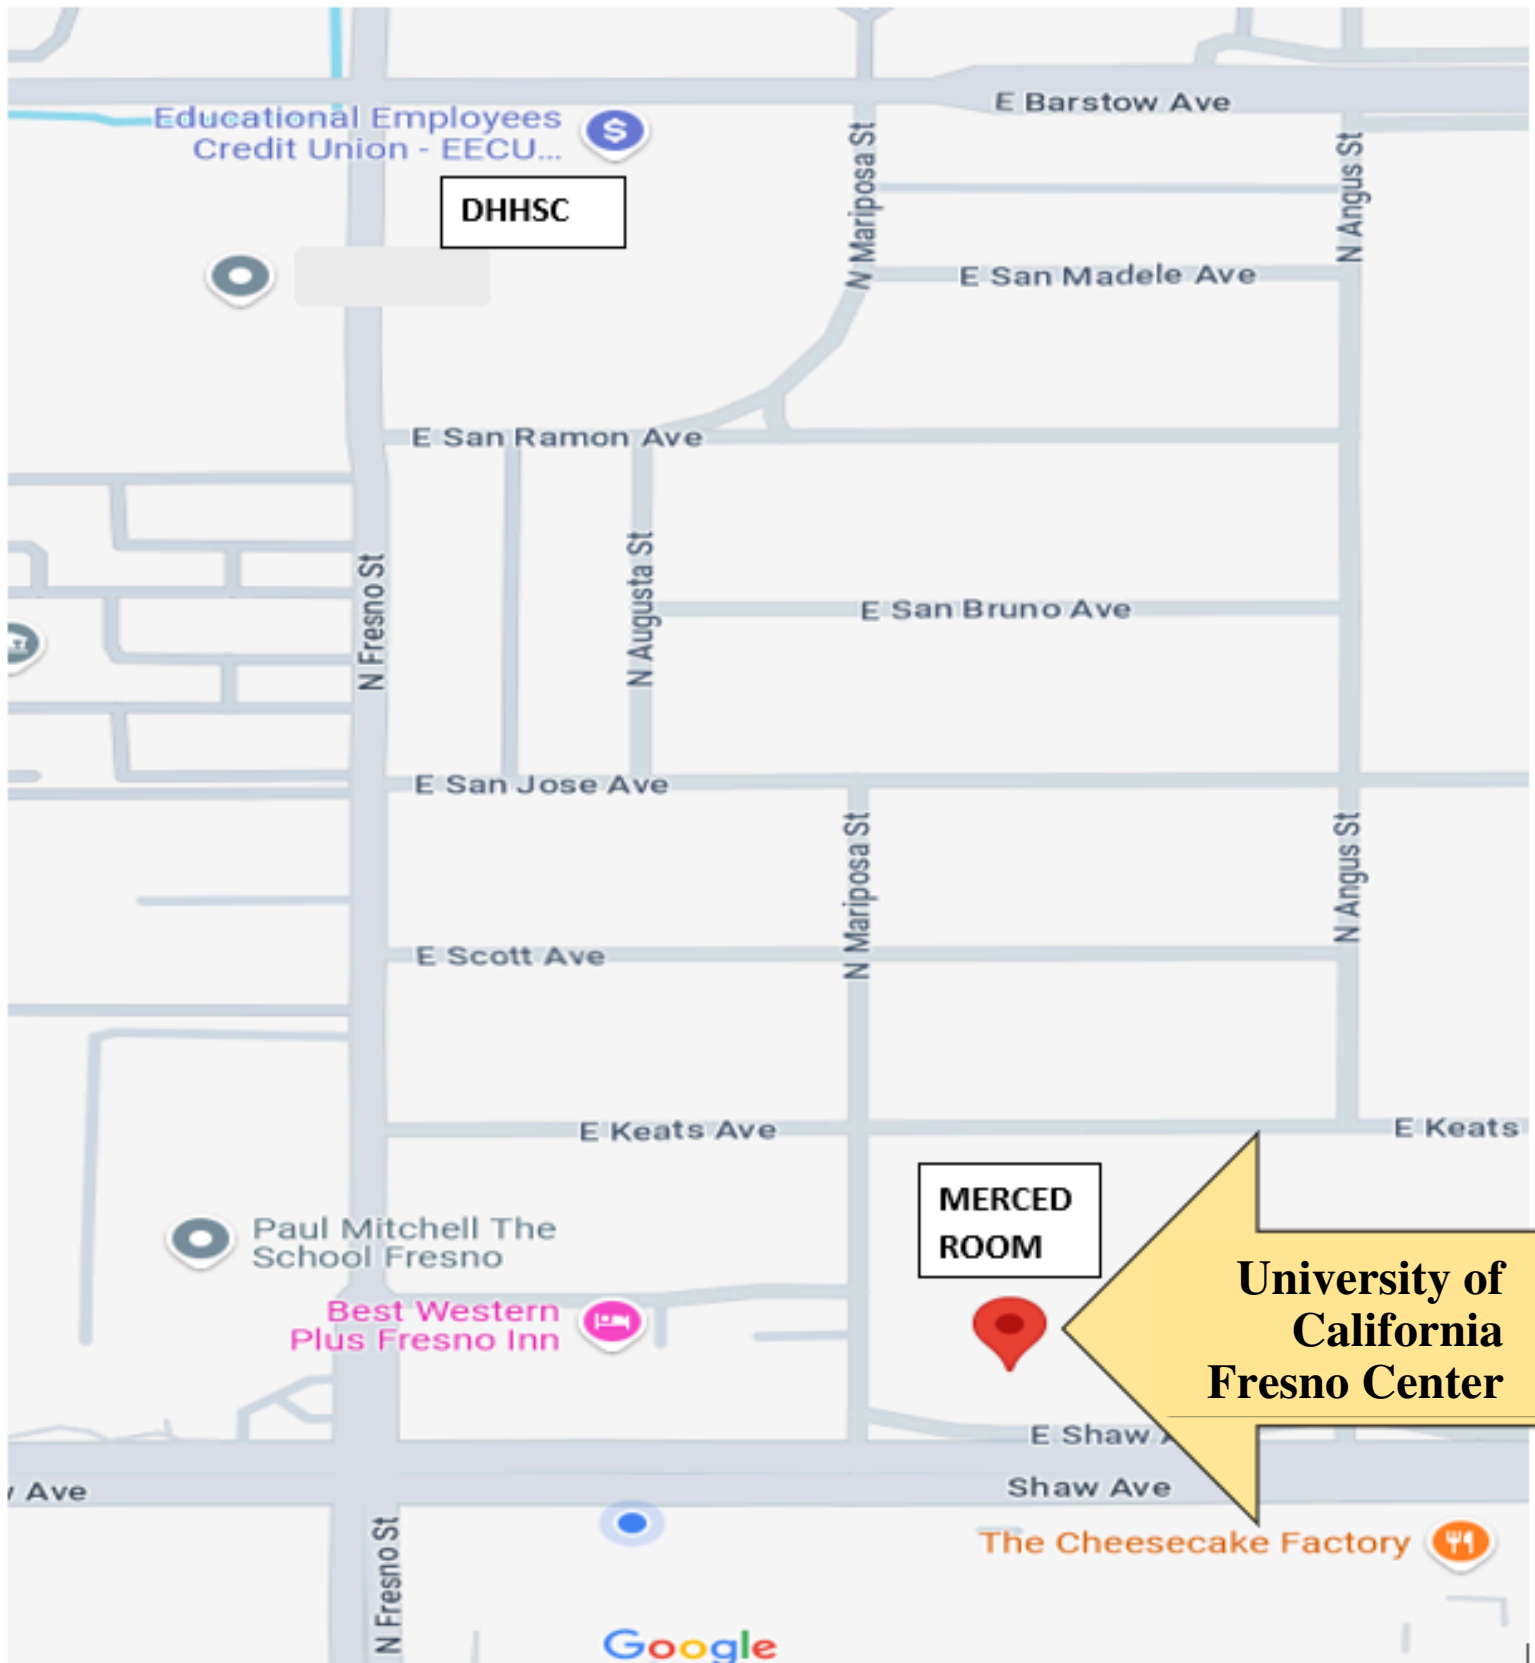 E Barstow Ave
Educational Employees
Credit Union - EECU...
N Mariposa St
N Angus St
DHHSC
E San Madele Ave
E San Ramon Ave
N Fresno St
N Augusta St
E San Bruno Ave
E San Jose Ave
N Mariposa St
N Angus St
E Scott Ave
E Keats Ave
E Keats
MERCED
ROOM
Paul Mitchell The
School Fresno
University of
California
Fresno Center
Best Western
Plus Fresno Inn
E Shaw
Shaw Ave
Ave
N Fresno St
The Cheesecake Factory
Google